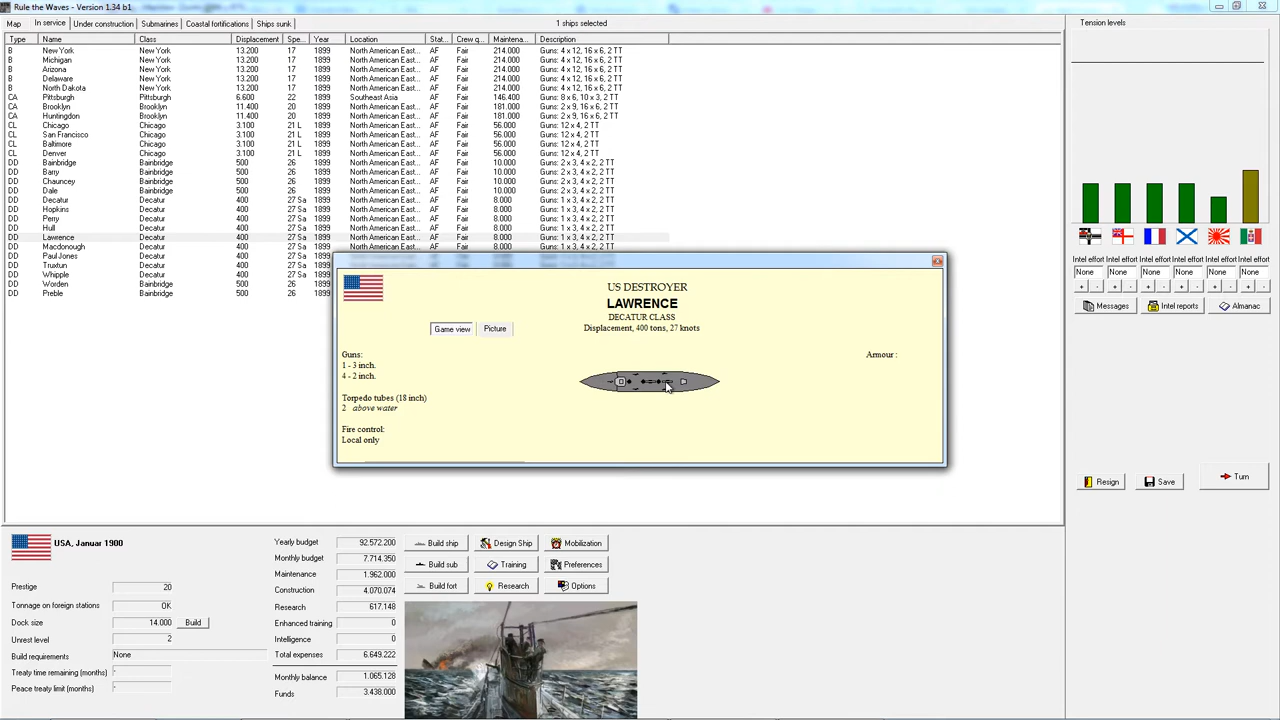 Rule the Waves - Version 1.34 b1
Map In service Under construction Submarines Coastal fortifications Ships sunk 1 ships selected
Type Name Class Displacement Spe... Year Location Stat... Crew q... Maintena... Description
B New York New York 13.200 17 1899 North American East... AF Fair 214.000 Guns: 4 x 12, 16 x 6, 2 TT
B Michigan New York 13.200 17 1899 North American East... AF Fair 214.000 Guns: 4 x 12, 16 x 6, 2 TT
B Arizona New York 13.200 17 1899 North American East... AF Fair 214.000 Guns: 4 x 12, 16 x 6, 2 TT
B Delaware New York 13.200 17 1899 North American East... AF Fair 214.000 Guns: 4 x 12, 16 x 6, 2 TT
B North Dakota New York 13.200 17 1899 North American East... AF Fair 214.000 Guns: 4 x 12, 16 x 6, 2 TT
CA Pittsburgh Pittsburgh 6.600 22 1899 Southeast Asia AF Fair 146.400 Guns: 8 x 6, 10 x 3, 2 TT
CA Brooklyn Brooklyn 11.400 20 1899 North American East... AF Fair 181.000 Guns: 2 x 9, 16 x 6, 2 TT
CA Huntingdon Brooklyn 11.400 20 1899 North American East... AF Fair 181.000 Guns: 2 x 9, 16 x 6, 2 TT
CL Chicago Chicago 3.100 21 L 1899 North American East... AF Fair 56.000 Guns: 12 x 4, 2 TT
CL San Francisco Chicago 3.100 21 L 1899 North American East... AF Fair 56.000 Guns: 12 x 4, 2 TT
CL Baltimore Chicago 3.100 21 L 1899 North American East... AF Fair 56.000 Guns: 12 x 4, 2 TT
CL Denver Chicago 3.100 21 L 1899 North American East... AF Fair 56.000 Guns: 12 x 4, 2 TT
DD Bainbridge Bainbridge 500 26 1899 North American East... AF Fair 10.000 Guns: 2 x 3, 4 x 2, 2 TT
DD Barry Bainbridge 500 26 1899 North American East... AF Fair 10.000 Guns: 2 x 3, 4 x 2, 2 TT
DD Chauncey Bainbridge 500 26 1899 North American East... AF Fair 10.000 Guns: 2 x 3, 4 x 2, 2 TT
DD Dale Bainbridge 500 26 1899 North American East... AF Fair 10.000 Guns: 2 x 3, 4 x 2, 2 TT
DD Decatur Decatur 400 27 Sa 1899 North American East... AF Fair 8.000 Guns: 1 x 3, 4 x 2, 2 TT
DD Hopkins Decatur 400 27 Sa 1899 North American East... AF Fair 8.000 Guns: 1 x 3, 4 x 2, 2 TT
DD Perry Decatur 400 27 Sa 1899 North American East... AF Fair 8.000 Guns: 1 x 3, 4 x 2, 2 TT
DD Hull Decatur 400 27 Sa 1899 North American East... AF Fair 8.000 Guns: 1 x 3, 4 x 2, 2 TT
DD Lawrence Decatur 400 27 Sa 1899 North American East... AF Fair 8.000 Guns: 1 x 3, 4 x 2, 2 TT
DD Macdonough Decatur 400 27 Sa 1899 North American East... AF Fair 8.000 Guns: 1 x 3, 4 x 2, 2 TT
DD Paul Jones Decatur 400 27 Sa 1899
DD Truxtun Decatur 400 27 Sa 1899
DD Whipple Decatur 400 27 Sa 1899
DD Worden Bainbridge 500 26 1899
DD Preble Bainbridge 500 26 1899
US DESTROYER
LAWRENCE
DECATUR CLASS
Displacement, 400 tons, 27 knots
Game view Picture
Guns:
1 - 3 inch.
4 - 2 inch.
Torpedo tubes (18 inch)
2 above water
Fire control:
Local only
Armour :
Tension levels
Intel effort Intel effort Intel effort Intel effort Intel effort Intel effort
None None None None None None
+ - + - + - + - + - + -
Messages Intel reports Almanac
Resign Save Turn
USA, Januar 1900
Prestige 20
Tonnage on foreign stations OK
Dock size 14.000 Build
Unrest level 2
Build requirements None
Treaty time remaining (months) -
Peace treaty limit (months) -
Yearly budget 92.572.200
Monthly budget 7.714.350
Maintenance 1.962.000
Construction 4.070.074
Research 617.148
Enhanced training 0
Intelligence 0
Total expenses 6.649.222
Monthly balance 1.065.128
Funds 3.438.000
Build ship Design Ship Mobilization
Build sub Training Preferences
Build fort Research Options